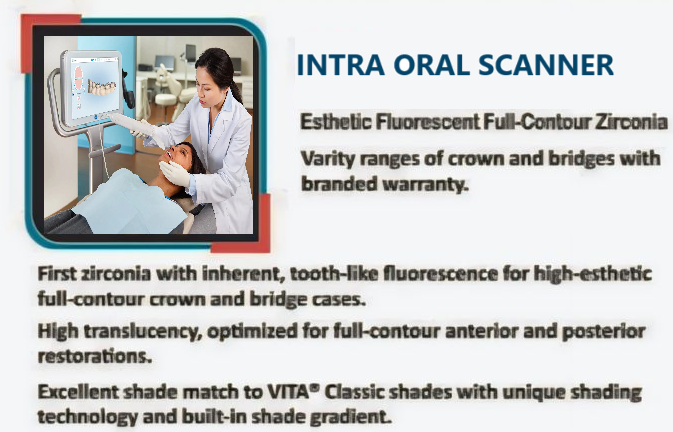 INTRA ORAL SCANNER
Esthetic Fluorescent Full-Contour Zirconia
Varity ranges of crown and bridges with
branded warranty.
First zirconia with inherent, tooth-like fluorescence for high-esthetic
full-contour crown and bridge cases.
High translucency, optimized for full-contour anterior and posterior
restorations.
Excellent shade match to VITA® Classic shades with unique shading
technology and built-in shade gradient.